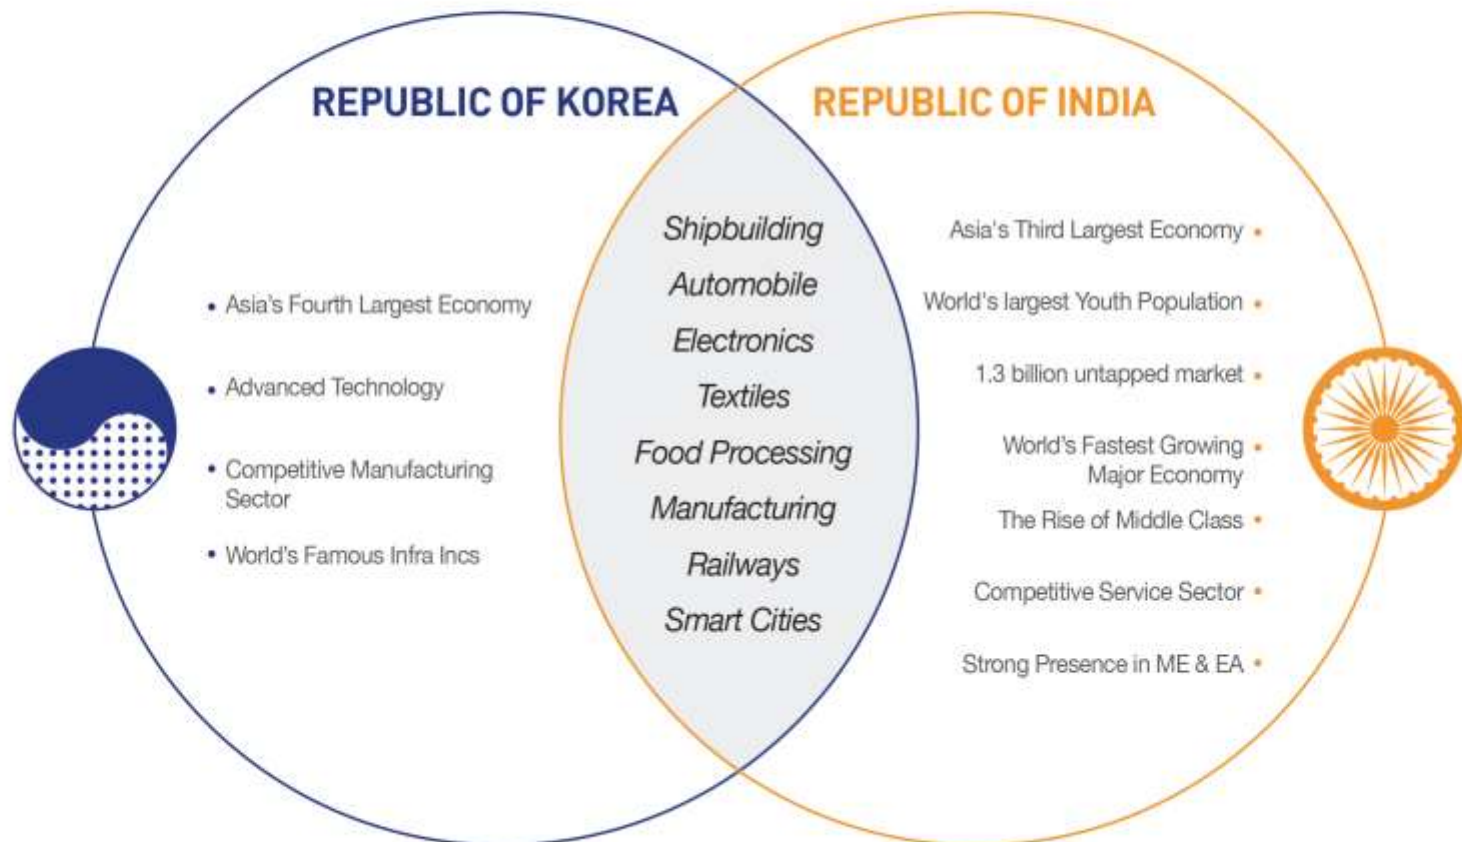 REPUBLIC OF KOREA
• Asia's Fourth Largest Economy
• Advanced Technology
• Competitive Manufacturing
Sector
• World's Famous Infra Incs
Shipbuilding
Automobile
Electronics
Textiles
Food Processing
Manufacturing
Railways
Smart Cities
REPUBLIC OF INDIA
Asia's Third Largest Economy •
World's largest Youth Population •
1.3 billion untapped market •
World's Fastest Growing •
Major Economy
The Rise of Middle Class •
Competitive Service Sector •
Strong Presence in ME & EA •